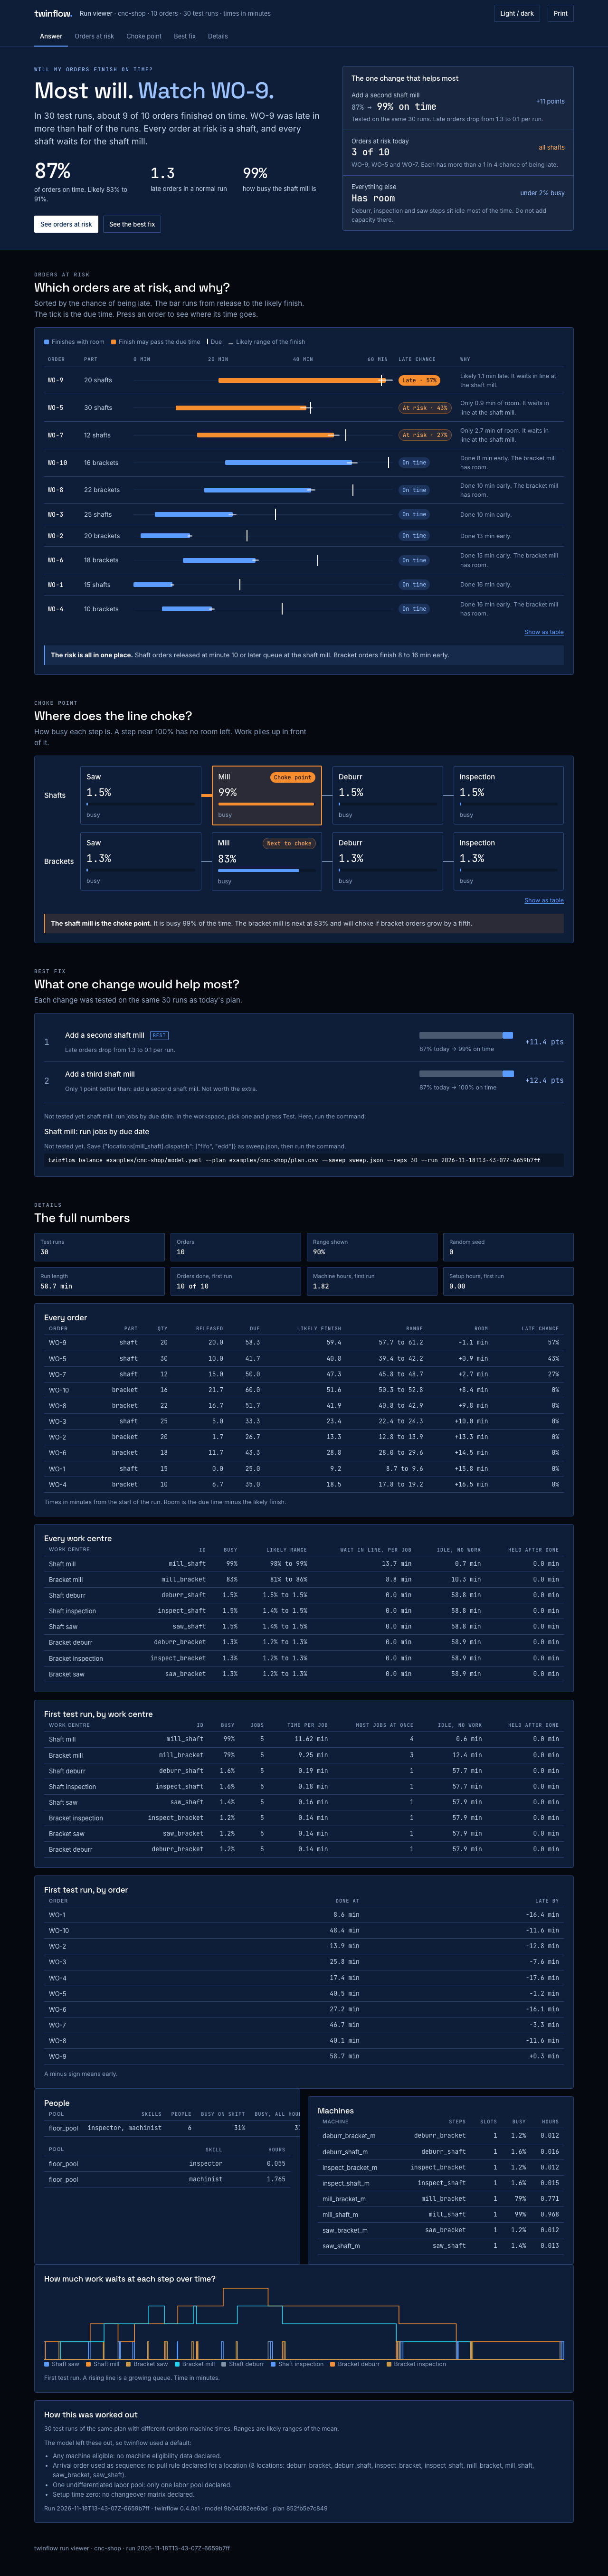 twinflow. Run viewer · cnc-shop · 10 orders · 30 test runs · times in minutes
Light / dark
Print
Answer
Orders at risk
Choke point
Best fix
Details
WILL MY ORDERS FINISH ON TIME?
Most will. Watch WO-9.
In 30 test runs, about 9 of 10 orders finished on time. WO-9 was late in
more than half of the runs. Every order at risk is a shaft, and every
shaft waits for the shaft mill.
87%
of orders on time. Likely 83% to
91%.
1.3
late orders in a normal run
99%
how busy the shaft mill is
See orders at risk
See the best fix
The one change that helps most
Add a second shaft mill
87% → 99% on time
+11 points
Tested on the same 30 runs. Late orders drop from 1.3 to 0.1 per run.
Orders at risk today
3 of 10
all shafts
WO-9, WO-5 and WO-7. Each has more than a 1 in 4 chance of being late.
Everything else
Has room
under 2% busy
Deburr, inspection and saw steps sit idle most of the time. Do not add
capacity there.
ORDERS AT RISK
Which orders are at risk, and why?
Sorted by the chance of being late. The bar runs from release to the likely finish.
The tick is the due time. Press an order to see where its time goes.
Finishes with room
Finish may pass the due time
Due
Likely range of the finish
ORDER PART 0 MIN 20 MIN 40 MIN 60 MIN LATE CHANCE WHY
WO-9 20 shafts Late · 57% Likely 1.1 min late. It waits in line at
the shaft mill.
WO-5 30 shafts At risk · 43% Only 0.9 min of room. It waits in
line at the shaft mill.
WO-7 12 shafts At risk · 27% Only 2.7 min of room. It waits in
line at the shaft mill.
WO-10 16 brackets On time Done 8 min early. The bracket mill
has room.
WO-8 22 brackets On time Done 10 min early. The bracket mill
has room.
WO-3 25 shafts On time Done 10 min early.
WO-2 20 brackets On time Done 13 min early.
WO-6 18 brackets On time Done 15 min early. The bracket mill
has room.
WO-1 15 shafts On time Done 16 min early.
WO-4 10 brackets On time Done 16 min early. The bracket mill
has room.
Show as table
The risk is all in one place. Shaft orders released at minute 10 or later queue at the shaft mill. Bracket orders finish 8 to 16 min early.
CHOKE POINT
Where does the line choke?
How busy each step is. A step near 100% has no room left. Work piles up in front
of it.
Shafts
Saw
1.5%
busy
Mill
Choke point
99%
busy
Deburr
1.5%
busy
Inspection
1.5%
busy
Brackets
Saw
1.3%
busy
Mill
Next to choke
83%
busy
Deburr
1.3%
busy
Inspection
1.3%
busy
Show as table
The shaft mill is the choke point. It is busy 99% of the time. The bracket mill is next at 83% and will choke if bracket orders grow by a fifth.
BEST FIX
What one change would help most?
Each change was tested on the same 30 runs as today's plan.
1 Add a second shaft mill BEST
Late orders drop from 1.3 to 0.1 per run.
87% today → 99% on time
+11.4 pts
2 Add a third shaft mill
Only 1 point better than: add a second shaft mill. Not worth the extra.
87% today → 100% on time
+12.4 pts
Not tested yet: shaft mill: run jobs by due date. In the workspace, pick one and press Test. Here, run the command:
Shaft mill: run jobs by due date
Not tested yet. Save {"locations[mill_shaft].dispatch": ["fifo", "edd"]} as sweep.json, then run the command.
twinflow balance examples/cnc-shop/model.yaml --plan examples/cnc-shop/plan.csv --sweep sweep.json --reps 30 --run 2026-11-18T13-43-07Z-6659b7ff
DETAILS
The full numbers
Test runs
30
Orders
10
Range shown
90%
Random seed
0
Run length
58.7 min
Orders done, first run
10 of 10
Machine hours, first run
1.82
Setup hours, first run
0.00
Every order
ORDER PART QTY RELEASED DUE LIKELY FINISH RANGE ROOM LATE CHANCE
WO-9 shaft 20 20.0 58.3 59.4 57.7 to 61.2 -1.1 min 57%
WO-5 shaft 30 10.0 41.7 40.8 39.4 to 42.2 +0.9 min 43%
WO-7 shaft 12 15.0 50.0 47.3 45.8 to 48.7 +2.7 min 27%
WO-10 bracket 16 21.7 60.0 51.6 50.3 to 52.8 +8.4 min 0%
WO-8 bracket 22 16.7 51.7 41.9 40.8 to 42.9 +9.8 min 0%
WO-3 shaft 25 5.0 33.3 23.4 22.4 to 24.3 +10.0 min 0%
WO-2 bracket 20 1.7 26.7 13.3 12.8 to 13.9 +13.3 min 0%
WO-6 bracket 18 11.7 43.3 28.8 28.0 to 29.6 +14.5 min 0%
WO-1 shaft 15 0.0 25.0 9.2 8.7 to 9.6 +15.8 min 0%
WO-4 bracket 10 6.7 35.0 18.5 17.8 to 19.2 +16.5 min 0%
Times in minutes from the start of the run. Room is the due time minus the likely finish.
Every work centre
WORK CENTRE ID BUSY LIKELY RANGE WAIT IN LINE, PER JOB IDLE, NO WORK HELD AFTER DONE
Shaft mill mill_shaft 99% 98% to 99% 13.7 min 0.7 min 0.0 min
Bracket mill mill_bracket 83% 81% to 86% 8.8 min 10.3 min 0.0 min
Shaft deburr deburr_shaft 1.5% 1.5% to 1.5% 0.0 min 58.8 min 0.0 min
Shaft inspection inspect_shaft 1.5% 1.4% to 1.5% 0.0 min 58.8 min 0.0 min
Shaft saw saw_shaft 1.5% 1.4% to 1.5% 0.0 min 58.8 min 0.0 min
Bracket deburr deburr_bracket 1.3% 1.2% to 1.3% 0.0 min 58.9 min 0.0 min
Bracket inspection inspect_bracket 1.3% 1.2% to 1.3% 0.0 min 58.9 min 0.0 min
Bracket saw saw_bracket 1.3% 1.2% to 1.3% 0.0 min 58.9 min 0.0 min
First test run, by work centre
WORK CENTRE ID BUSY JOBS TIME PER JOB MOST JOBS AT ONCE IDLE, NO WORK HELD AFTER DONE
Shaft mill mill_shaft 99% 5 11.62 min 4 0.6 min 0.0 min
Bracket mill mill_bracket 79% 5 9.25 min 3 12.4 min 0.0 min
Shaft deburr deburr_shaft 1.6% 5 0.19 min 1 57.7 min 0.0 min
Shaft inspection inspect_shaft 1.6% 5 0.18 min 1 57.7 min 0.0 min
Shaft saw saw_shaft 1.4% 5 0.16 min 1 57.9 min 0.0 min
Bracket inspection inspect_bracket 1.2% 5 0.14 min 1 57.9 min 0.0 min
Bracket saw saw_bracket 1.2% 5 0.14 min 1 57.9 min 0.0 min
Bracket deburr deburr_bracket 1.2% 5 0.14 min 1 57.9 min 0.0 min
First test run, by order
ORDER DONE AT LATE BY
WO-1 8.6 min -16.4 min
WO-10 48.4 min -11.6 min
WO-2 13.9 min -12.8 min
WO-3 25.8 min -7.6 min
WO-4 17.4 min -17.6 min
WO-5 40.5 min -1.2 min
WO-6 27.2 min -16.1 min
WO-7 46.7 min -3.3 min
WO-8 40.1 min -11.6 min
WO-9 58.7 min +0.3 min
A minus sign means early.
People
POOL SKILLS PEOPLE BUSY ON SHIFT BUSY, ALL HOU
floor_pool inspector, machinist 6 31% 31
POOL SKILL HOURS
floor_pool inspector 0.055
floor_pool machinist 1.765
Machines
MACHINE STEPS SLOTS BUSY HOURS
deburr_bracket_m deburr_bracket 1 1.2% 0.012
deburr_shaft_m deburr_shaft 1 1.6% 0.016
inspect_bracket_m inspect_bracket 1 1.2% 0.012
inspect_shaft_m inspect_shaft 1 1.6% 0.015
mill_bracket_m mill_bracket 1 79% 0.771
mill_shaft_m mill_shaft 1 99% 0.968
saw_bracket_m saw_bracket 1 1.2% 0.012
saw_shaft_m saw_shaft 1 1.4% 0.013
How much work waits at each step over time?
Shaft saw
Shaft mill
Bracket saw
Bracket mill
Shaft deburr
Shaft inspection
Bracket deburr
Bracket inspection
First test run. A rising line is a growing queue. Time in minutes.
How this was worked out
30 test runs of the same plan with different random machine times. Ranges are likely ranges of the mean.
The model left these out, so twinflow used a default:
• Any machine eligible: no machine eligibility data declared.
• Arrival order used as sequence: no pull rule declared for a location (8 locations: deburr_bracket, deburr_shaft, inspect_bracket, inspect_shaft, mill_bracket, mill_shaft,
saw_bracket, saw_shaft).
• One undifferentiated labor pool: only one labor pool declared.
• Setup time zero: no changeover matrix declared.
Run 2026-11-18T13-43-07Z-6659b7ff · twinflow 0.4.0a1 · model 9b04082ee6bd · plan 852fb5e7c849
twinflow run viewer · cnc-shop · run 2026-11-18T13-43-07Z-6659b7ff